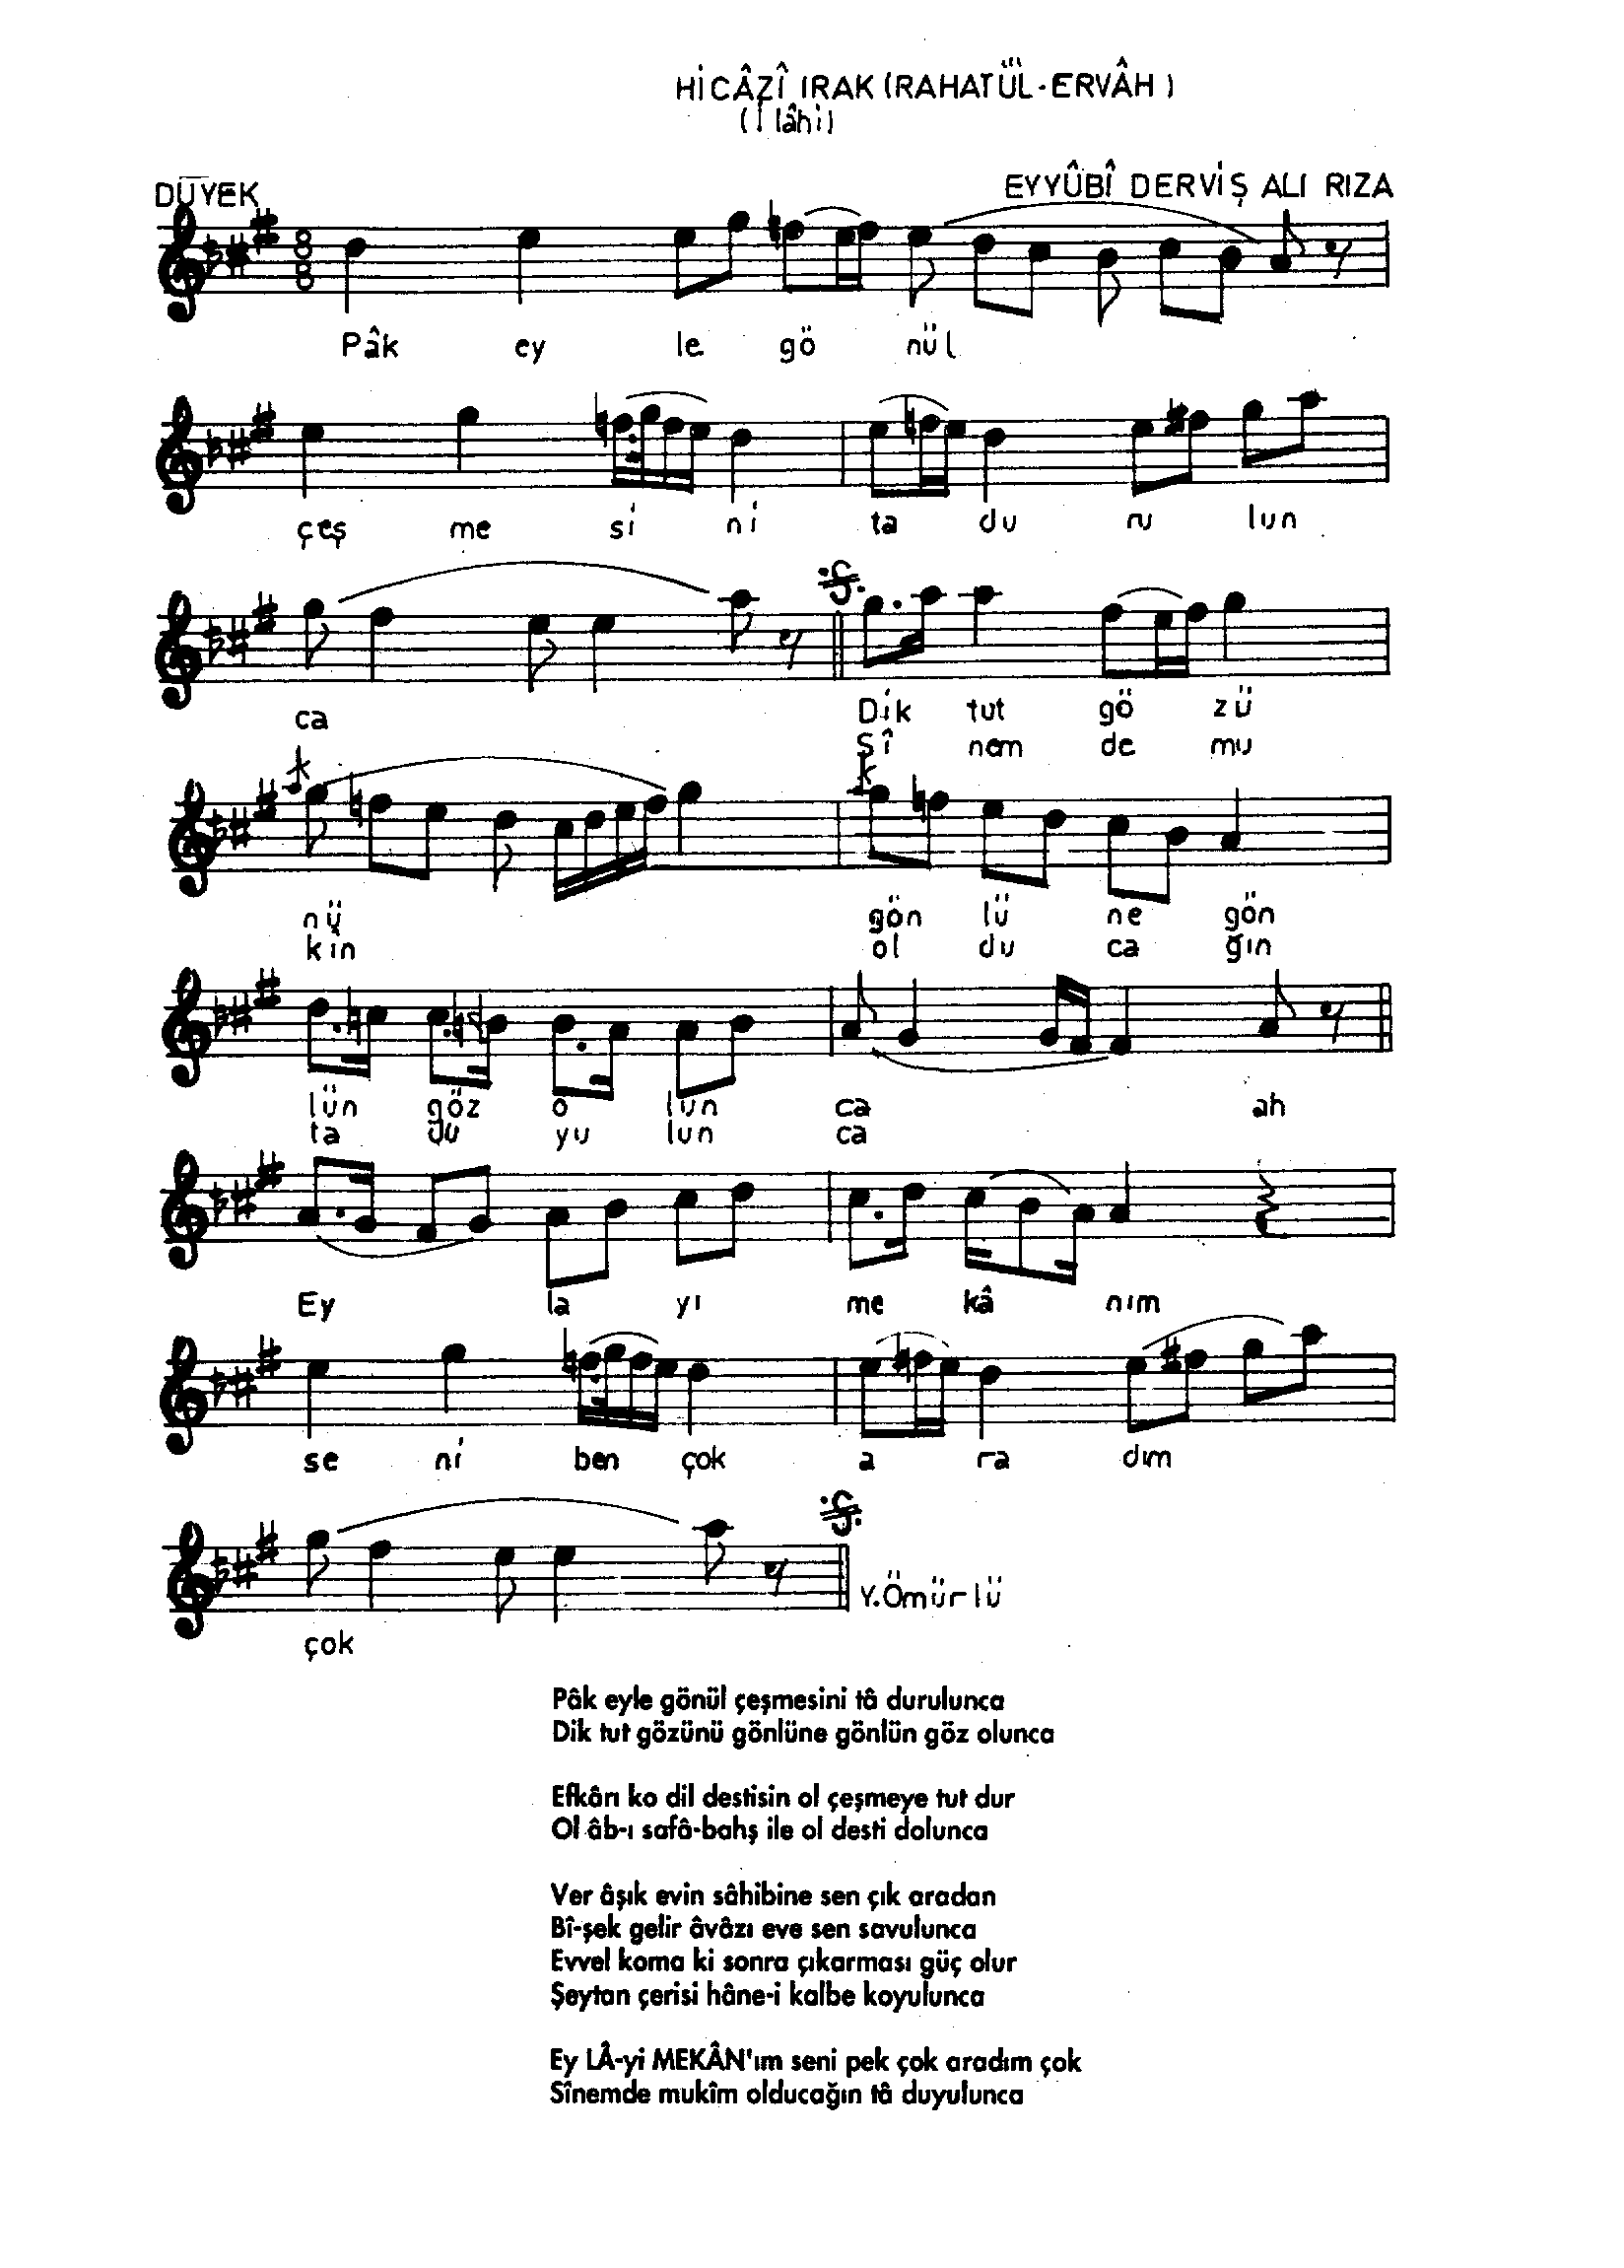 HİCÂZÎ IRAK (RAHATÜL-ERVÂH)
(İlâhi)
DÜYEK
EYYÛBÎ DERVİŞ ALI RIZA
8
8
Pâk ey le gö nül
çeş me si ni ta du ru lun
ca Dik tut gö zü
Sî nem de mu
nü gön lü ne gön
kîn ol du ca ğın
lün göz o lun ca ah
ta du yu lun ca
Ey la yı me kâ nım
se ni ben çok a ra dım
Y.Ömürlü
çok
Pâk eyle gönül çeşmesini tâ durulunca
Dik tut gözünü gönlüne gönlün göz olunca
Efkârı ko dil destisin ol çeşmeye tut dur
Ol âb-ı safâ-bahş ile ol desti dolunca
Ver âşık evin sâhibine sen çık aradan
Bî-şek gelir âvâzı eve sen savulunca
Evvel koma ki sonra çıkarması güç olur
Şeytan çerisi hâne-i kalbe koyulunca
Ey LÂ-yi MEKÂN'ım seni pek çok aradım çok
Sînemde mukîm olducağın tâ duyulunca